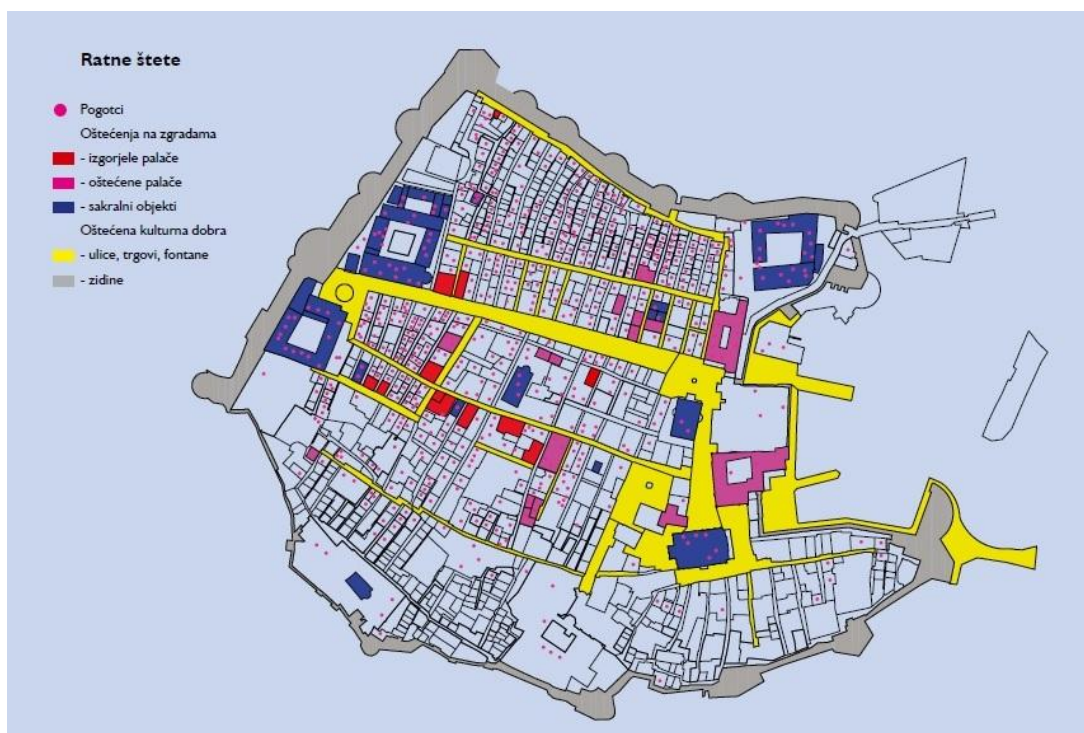 Ratne štete
Pogotci
Oštećenja na zgradama
- izgorjele palače
- oštećene palače
- sakralni objekti
Oštećena kulturna dobra
- ulice, trgovi, fontane
- zidine